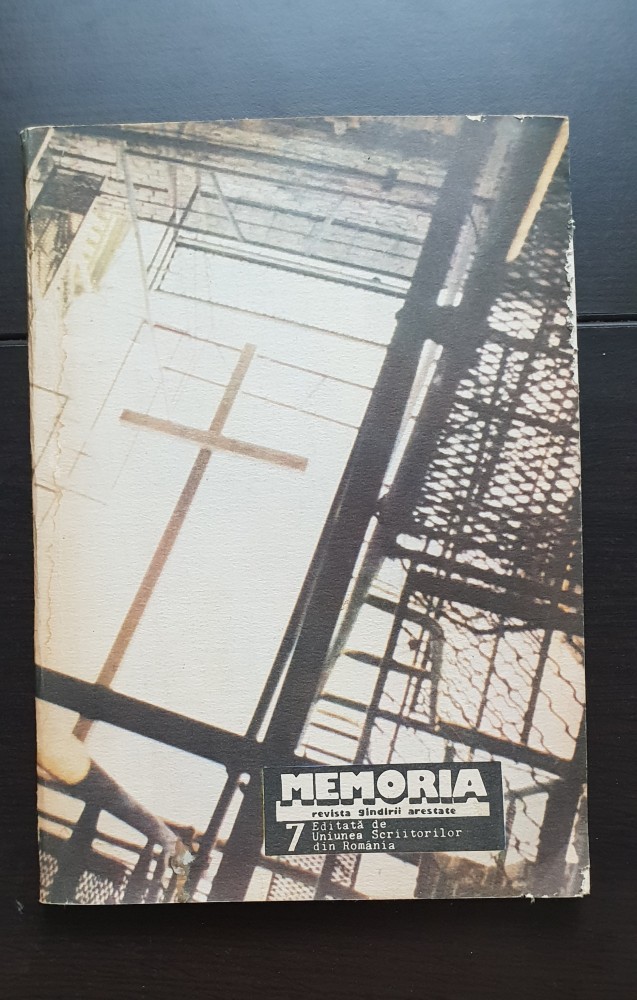 MEMORIA
revista gîndirii arestate
7
Editată de
Uniunea Scriitorilor
din România